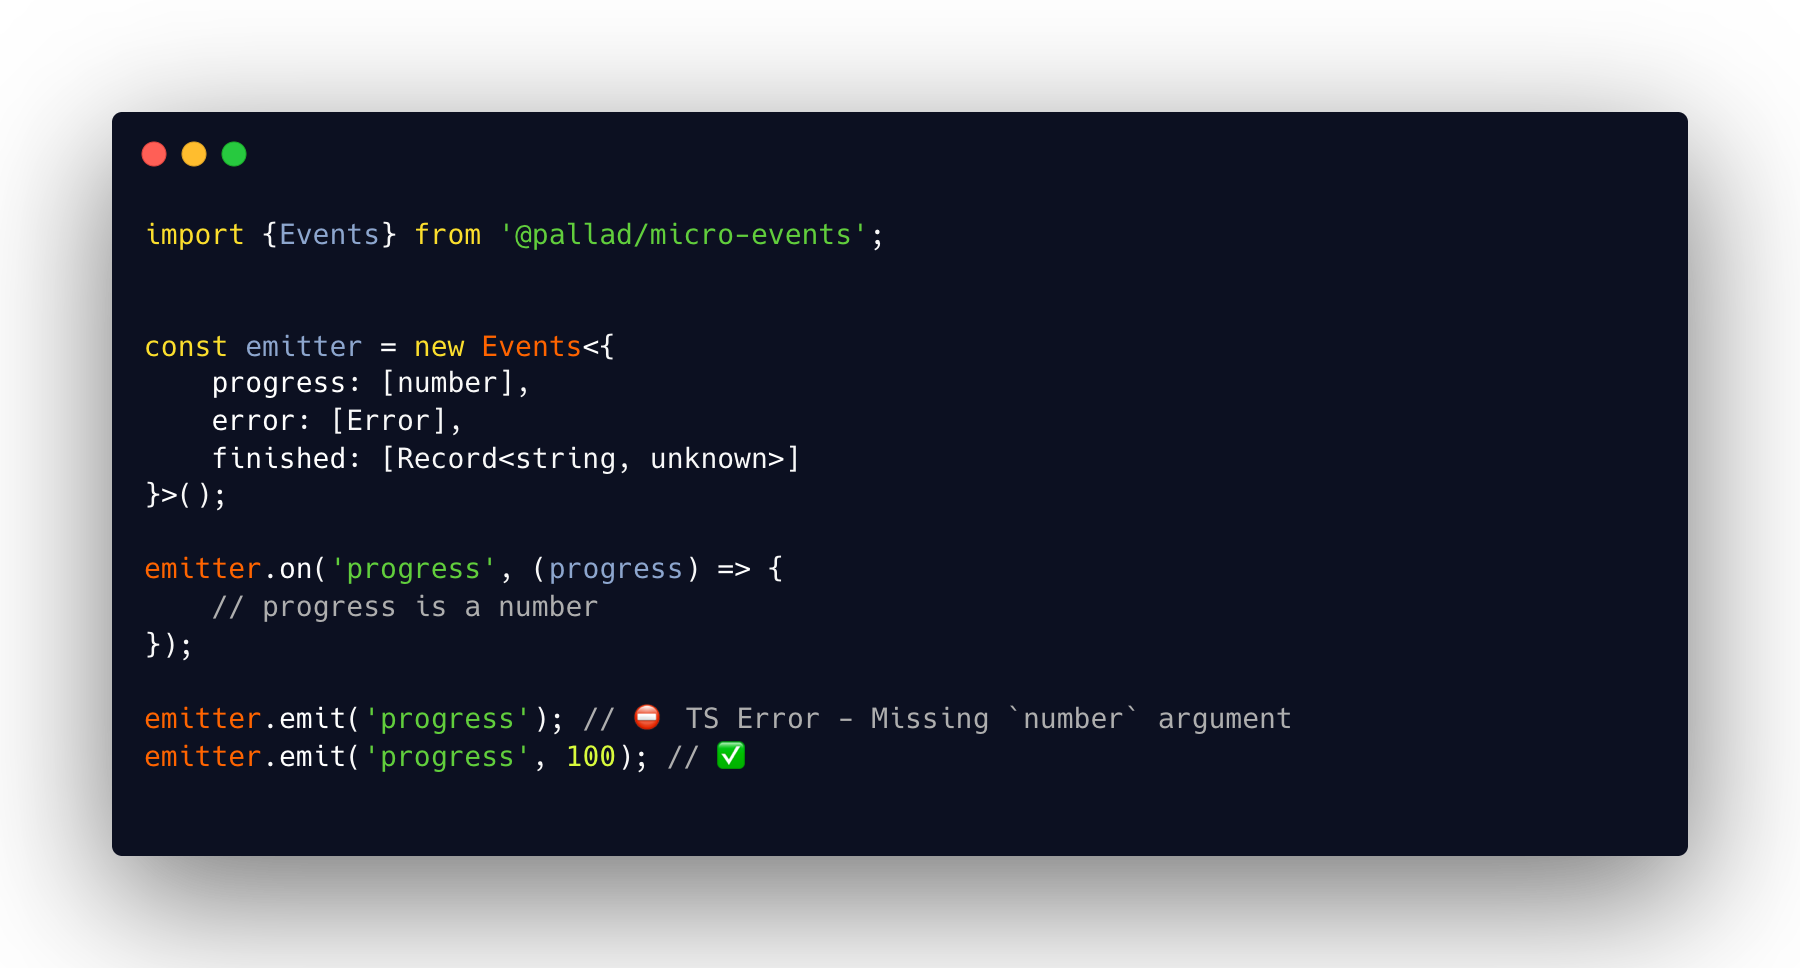 import {Events} from '@pallad/micro-events';
const emitter = new Events<{
    progress: [number],
    error: [Error],
    finished: [Record<string, unknown>]
}>();
emitter.on('progress', (progress) => {
    // progress is a number
});
emitter.emit('progress'); // ⛔ TS Error - Missing `number` argument
emitter.emit('progress', 100); // ✅